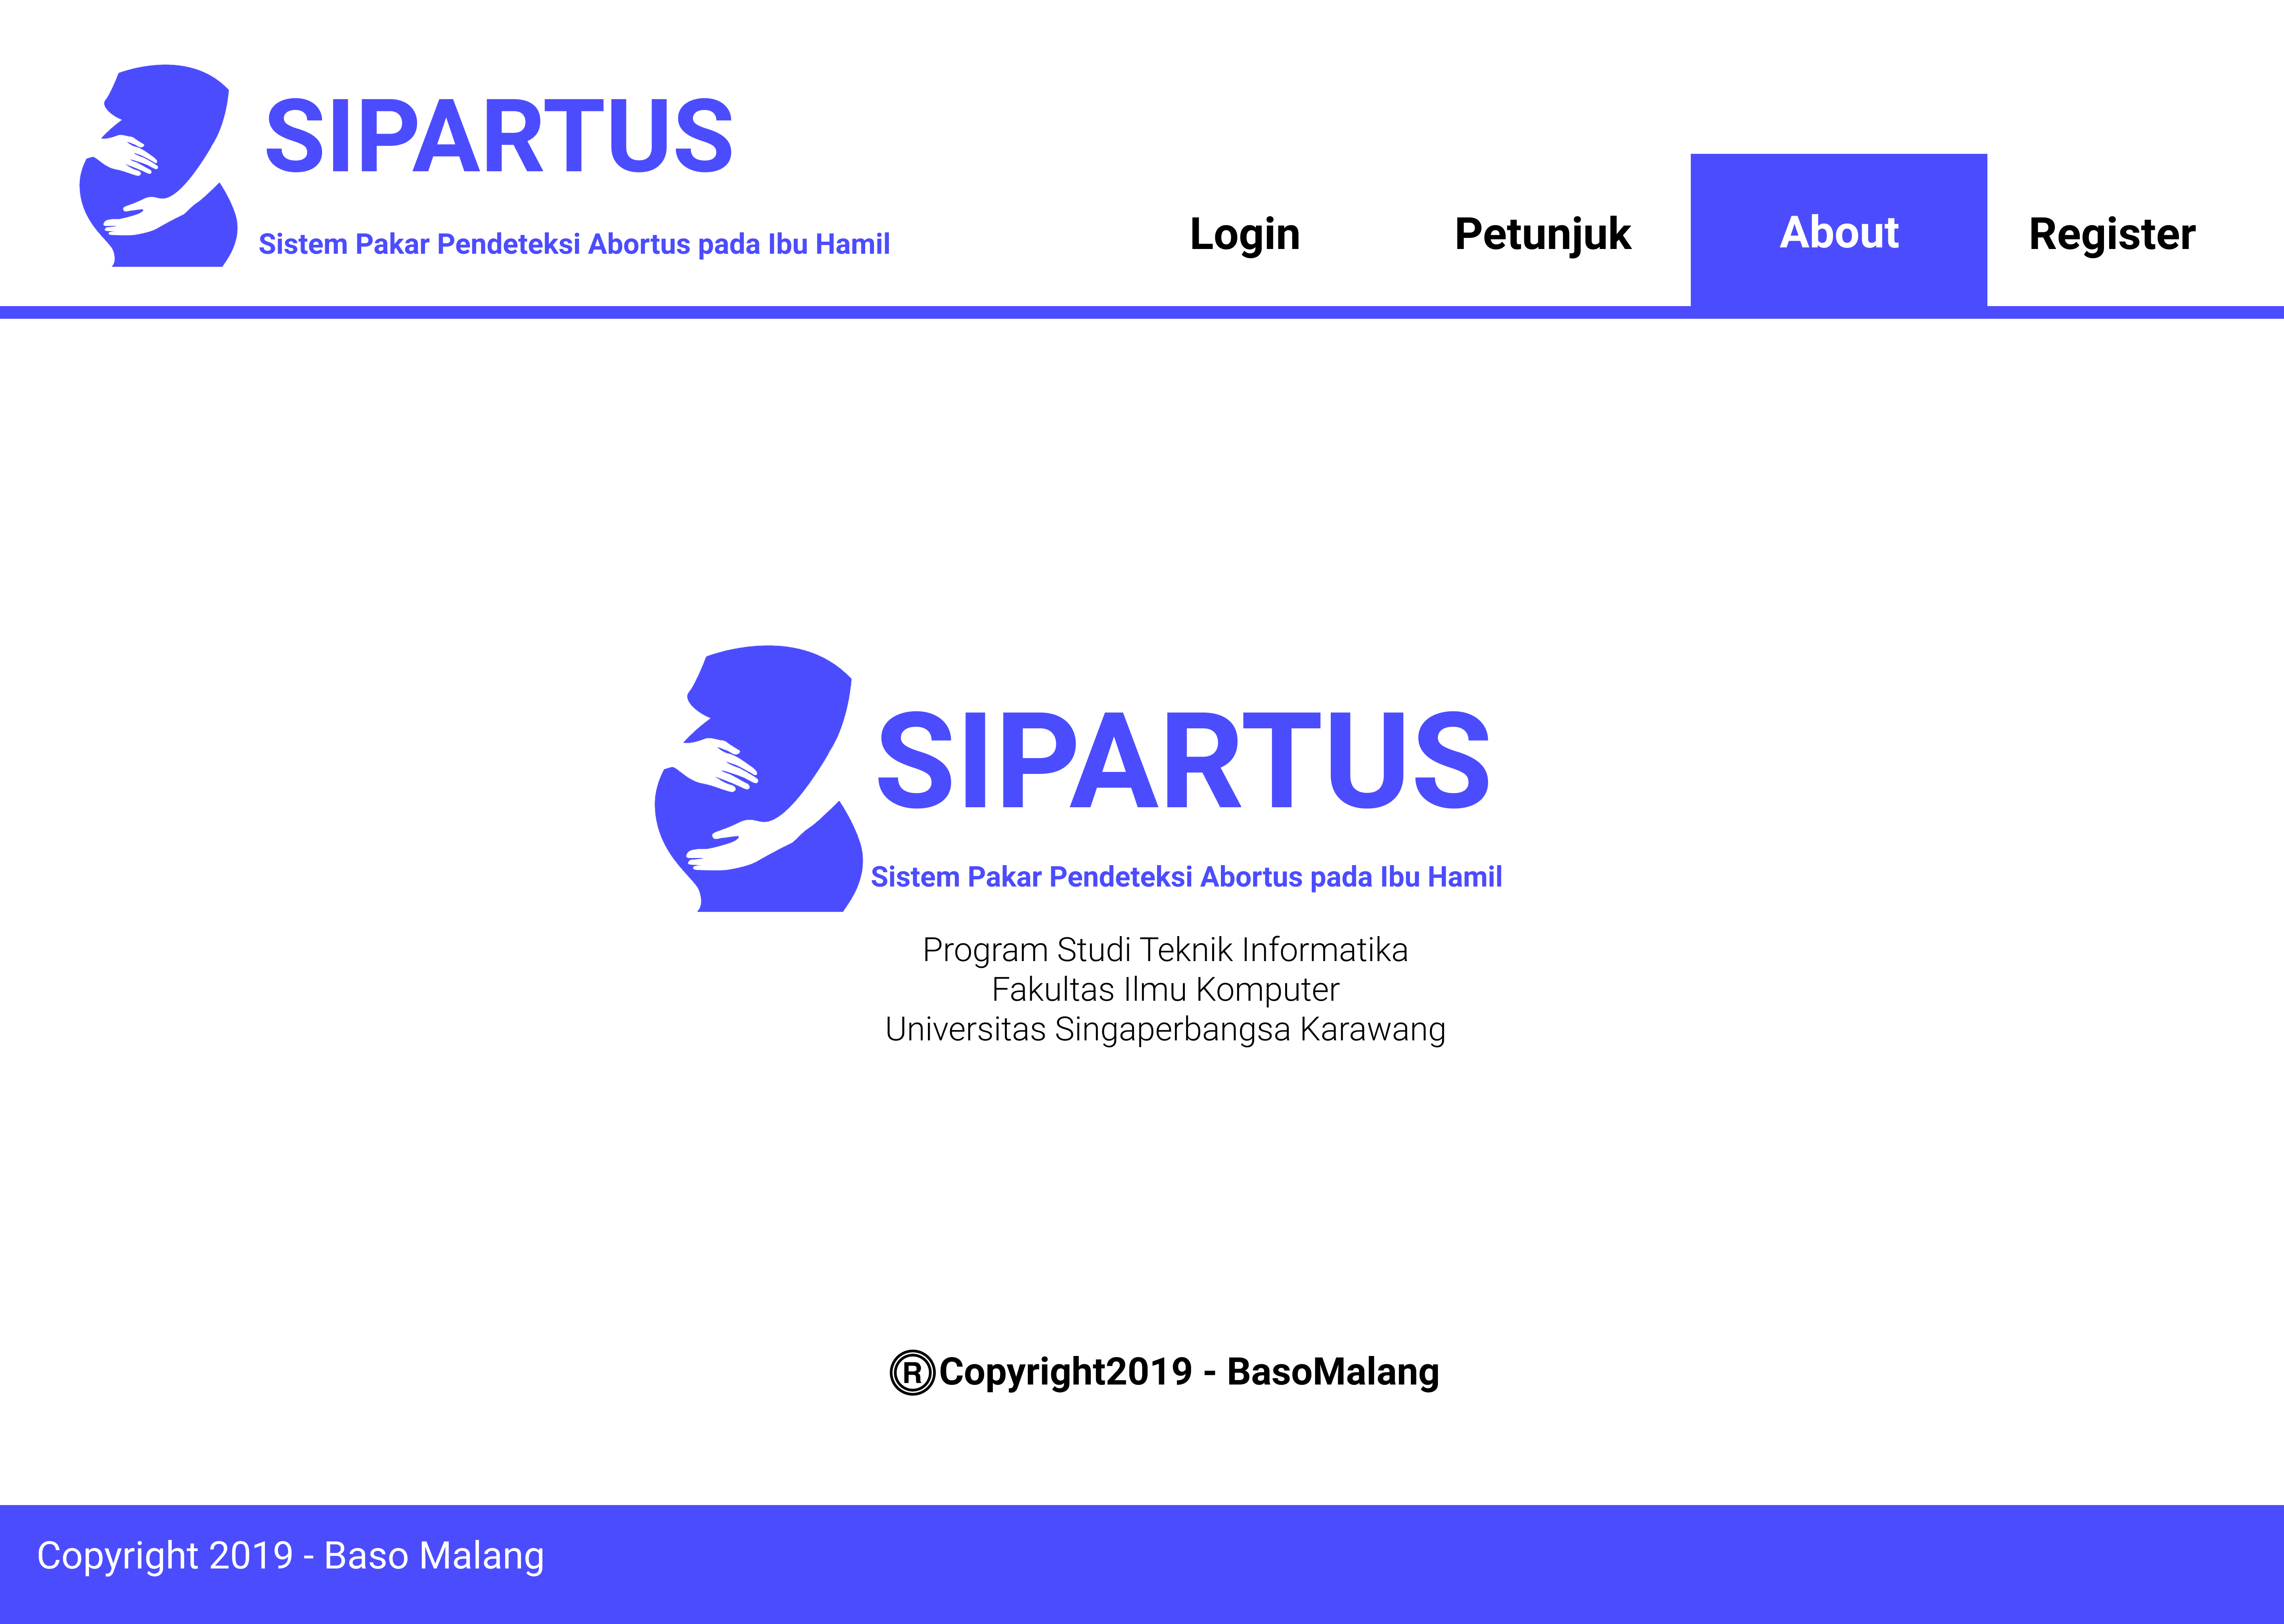 SIPARTUS
Sistem Pakar Pendeteksi Abortus pada Ibu Hamil
Login Petunjuk About Register
SIPARTUS
Sistem Pakar Pendeteksi Abortus pada Ibu Hamil
Program Studi Teknik Informatika
Fakultas Ilmu Komputer
Universitas Singaperbangsa Karawang
®Copyright2019 - BasoMalang
Copyright 2019 - Baso Malang